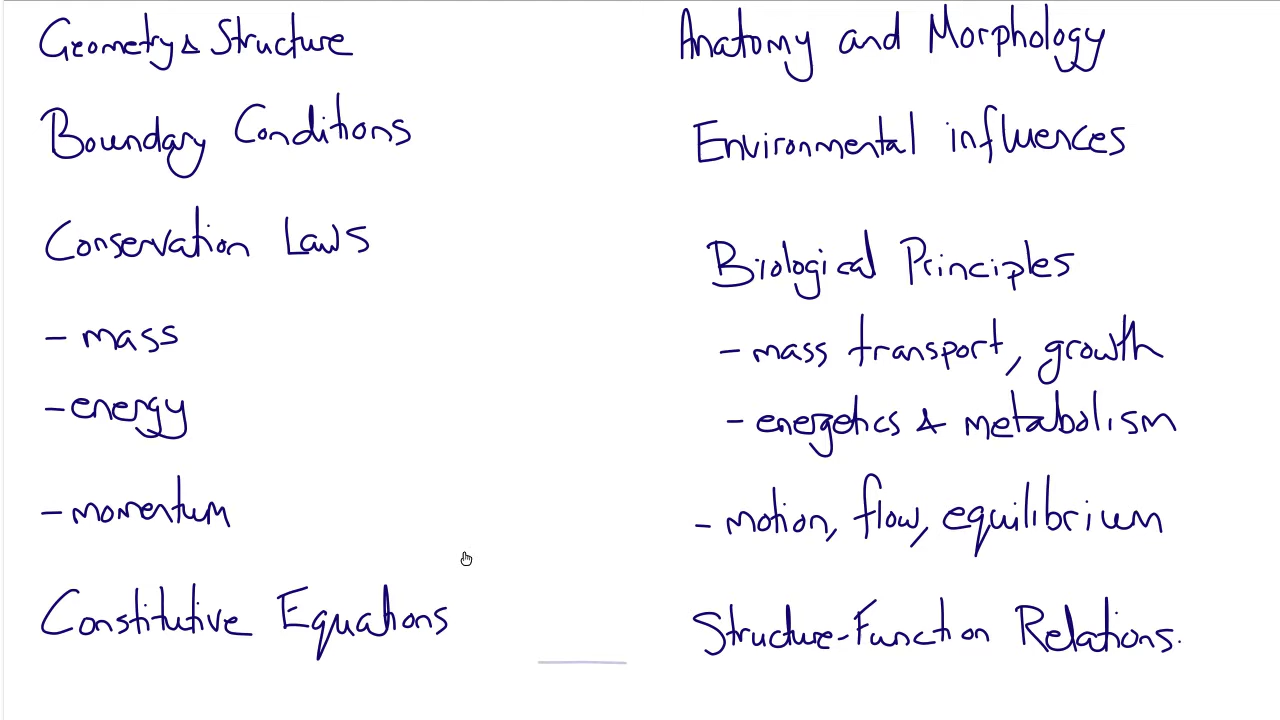 Geometry & Structure
Boundary Conditions
Conservation Laws
- mass
- energy
- momentum
Constitutive Equations
Anatomy and Morphology
Environmental influences
Biological Principles
- mass transport, growth
- energetics & metabolism
- motion, flow, equilibrium
Structure-Function Relations.